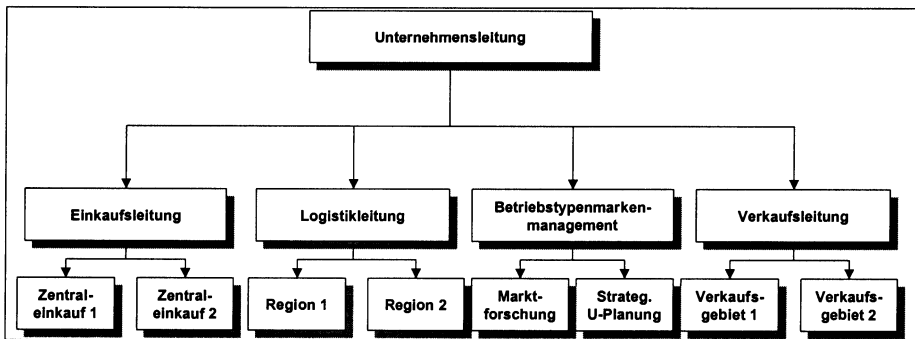 Unternehmensleitung
Einkaufsleitung
Logistikleitung
Betriebstypenmarken-
management
Verkaufsleitung
Zentral-
einkauf 1
Zentral-
einkauf 2
Region 1
Region 2
Markt-
forschung
Strateg.
U-Planung
Verkaufs-
gebiet 1
Verkaufs-
gebiet 2